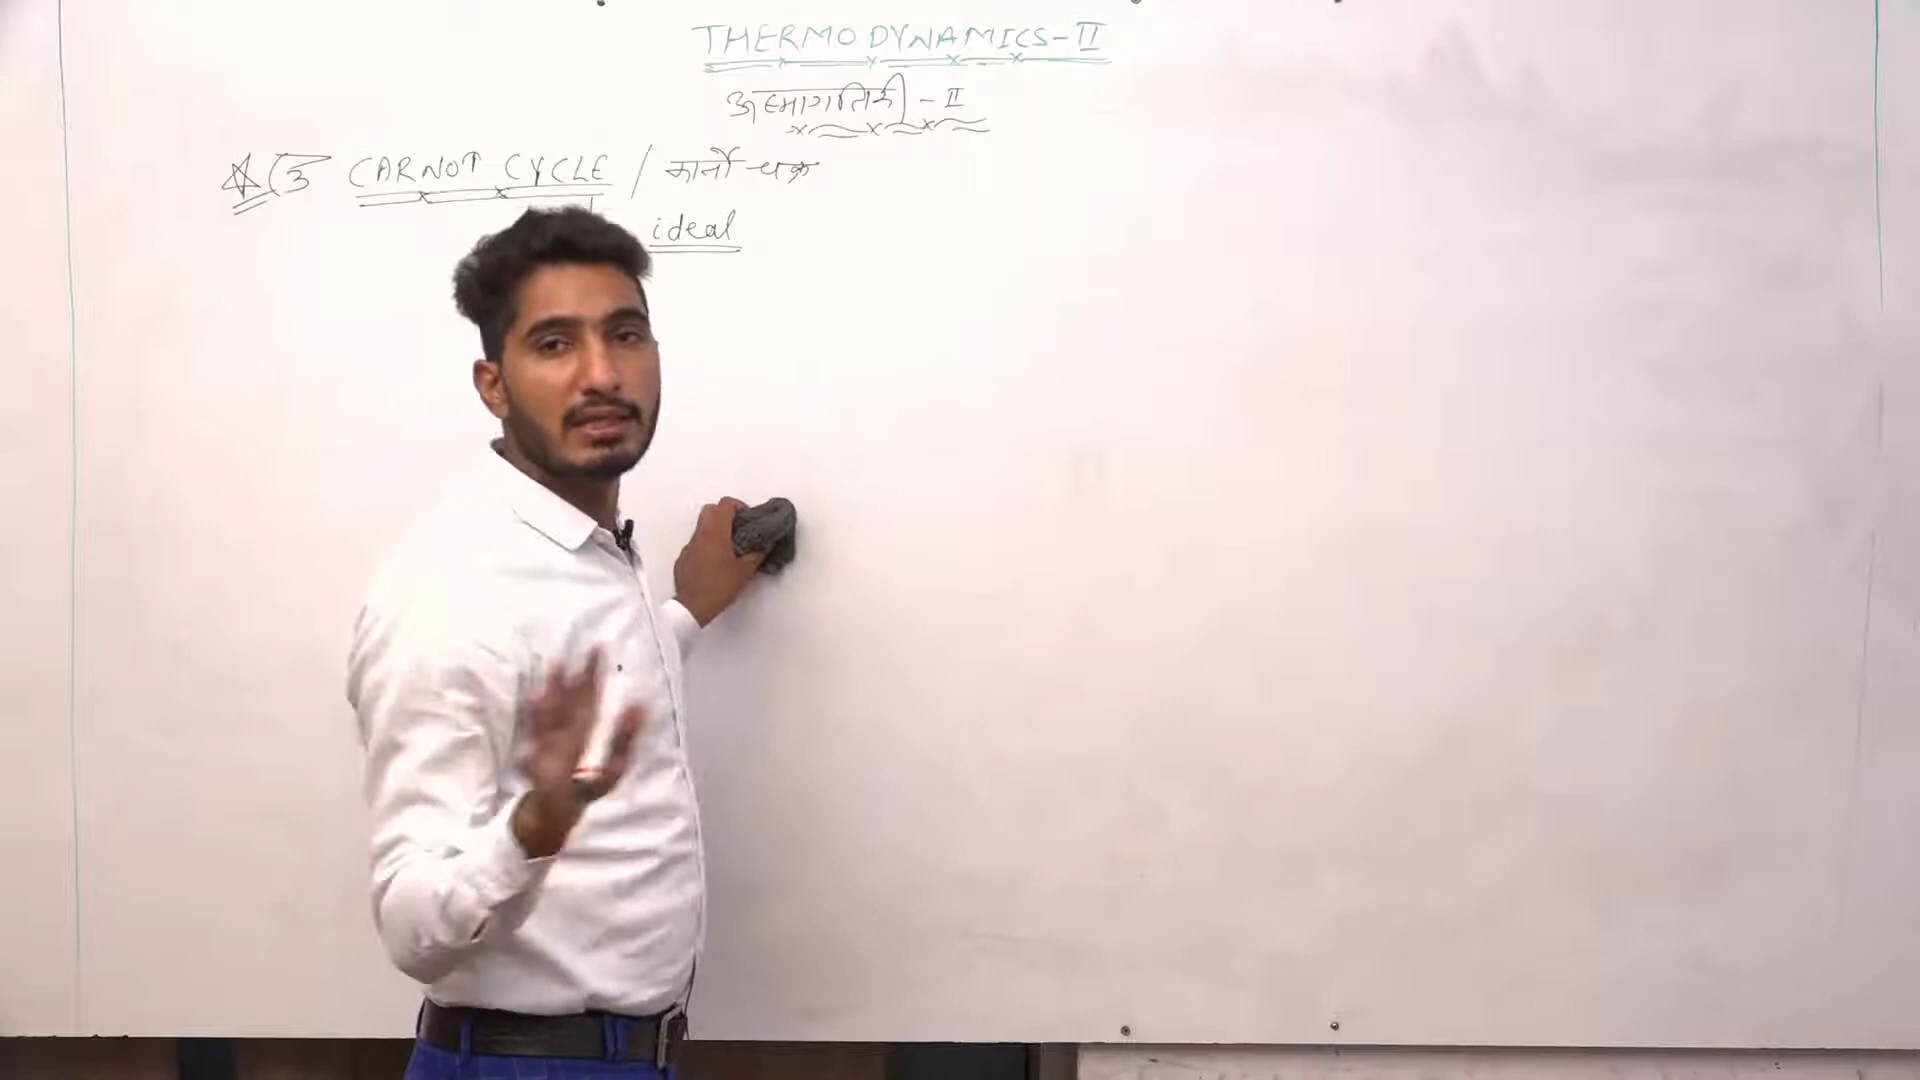 THERMODYNAMICS-II
ऊष्मागतिकी - II
CARNOT CYCLE / कार्नो चक्र
ideal